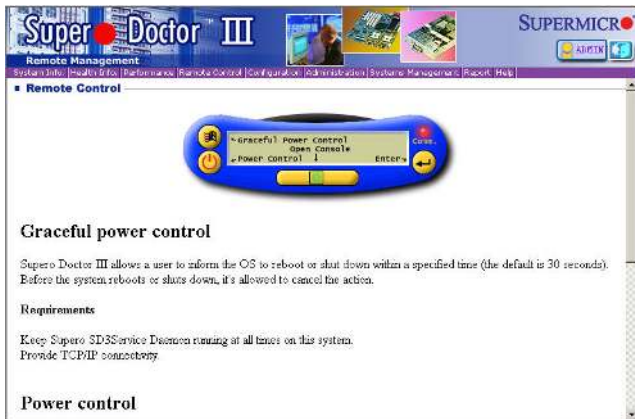 Super Doctor III
SUPERMICRO
Remote Management
ADMIN
System Info. Health Info. Performance Remote Control Configuration Administration Systems Management Report Help
Remote Control
Graceful Power Control
Open Console
Power Control
Enter
Graceful power control
Supero Doctor III allows a user to inform the OS to reboot or shut down within a specified time (the default is 30 seconds).
Before the system reboots or shuts down, it's allowed to cancel the action.
Requirements
Keep Supero SD3Service Daemon running at all times on this system.
Provide TCP/IP connectivity.
Power control